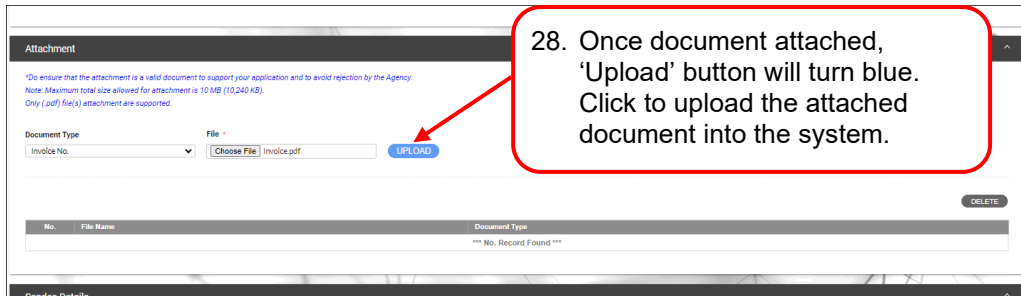 Attachment
28. Once document attached,
‘Upload’ button will turn blue.
Click to upload the attached
document into the system.
*Do ensure that the attachment is a valid document to support your application and to avoid rejection by the Agency.
Note: Maximum total size allowed for attachment is 10 MB (10,240 KB).
Only (.pdf) file(s) attachment are supported.
Document Type File *
Invoice No. Choose File Invoice.pdf UPLOAD
DELETE
No. File Name Document Type
*** No. Record Found ***